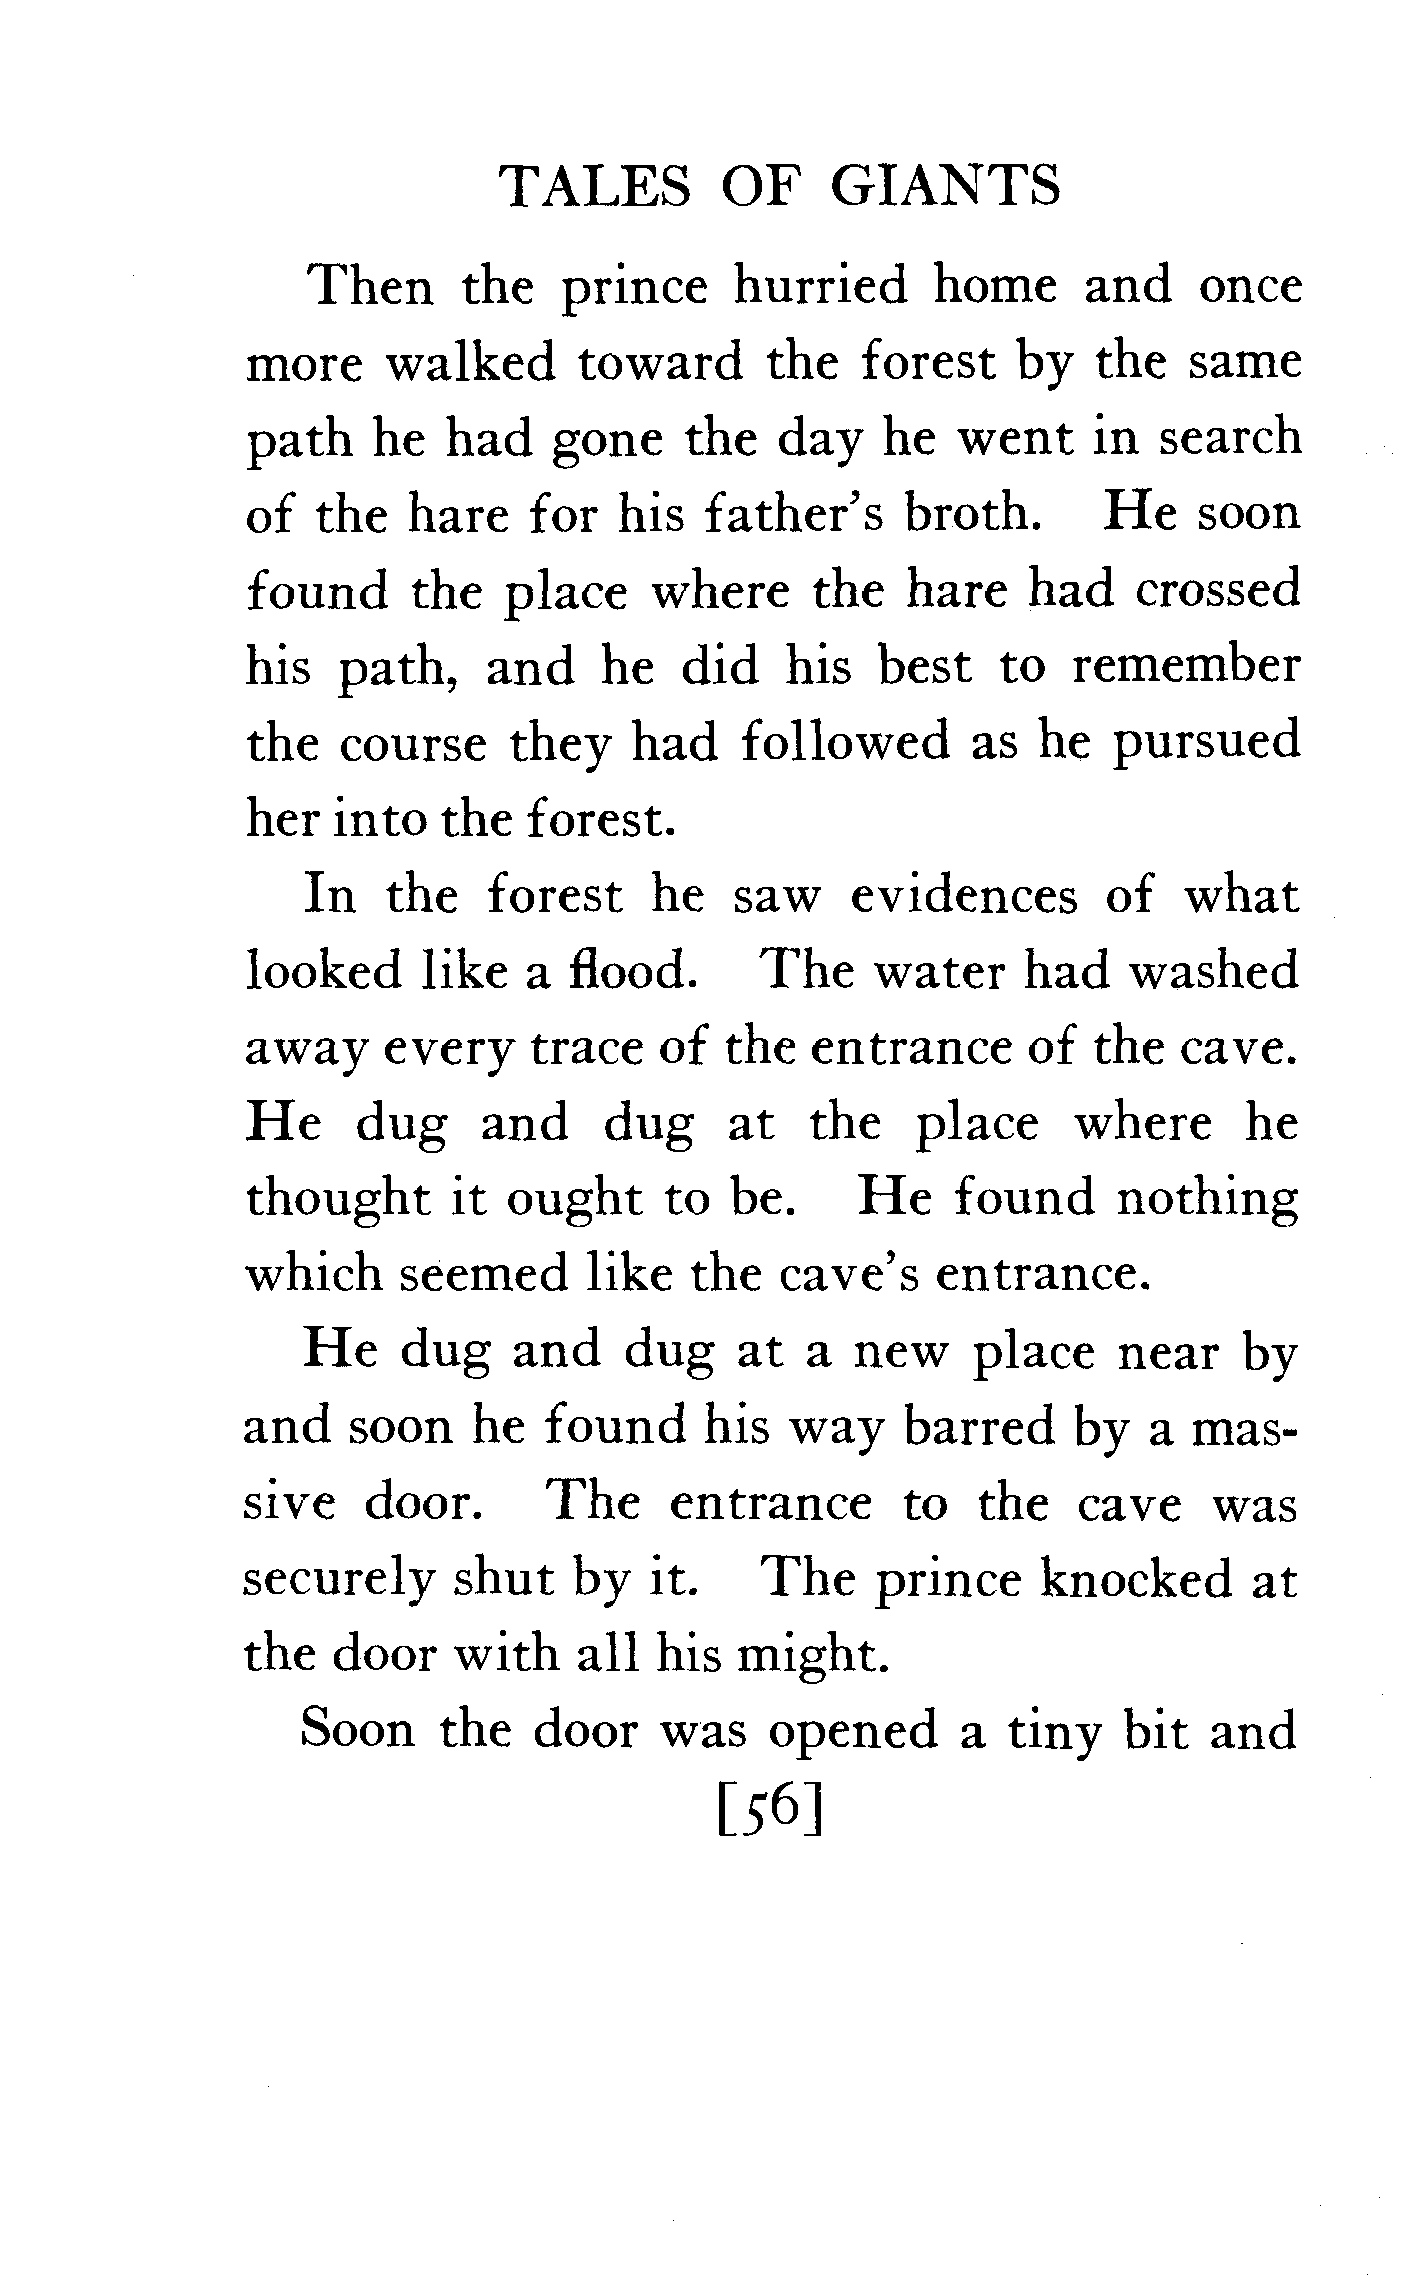 TALES OF GIANTS
Then the prince hurried home and once
more walked toward the forest by the same
path he had gone the day he went in search
of the hare for his father's broth. He soon
found the place where the hare had crossed
his path, and he did his best to remember
the course they had followed as he pursued
her into the forest.
In the forest he saw evidences of what
looked like a flood. The water had washed
away every trace of the entrance of the cave.
He dug and dug at the place where he
thought it ought to be. He found nothing
which seemed like the cave's entrance.
He dug and dug at a new place near by
and soon he found his way barred by a mas-
sive door. The entrance to the cave was
securely shut by it. The prince knocked at
the door with all his might.
Soon the door was opened a tiny bit and
[56]